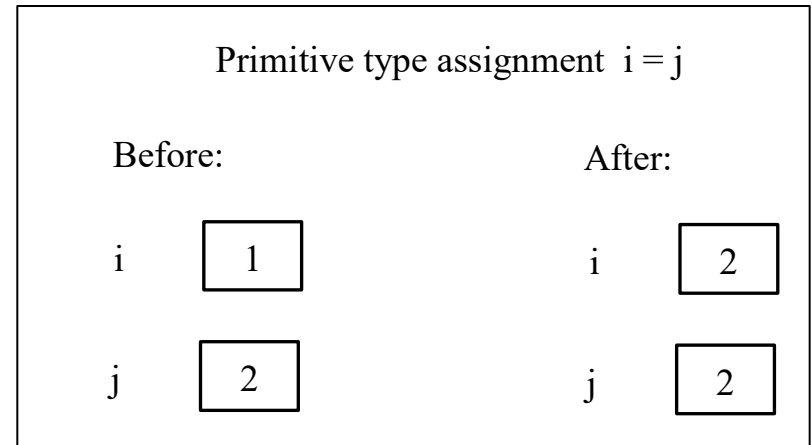 Primitive type assignment i = j
Before: After:
i 1 i 2
j 2 j 2